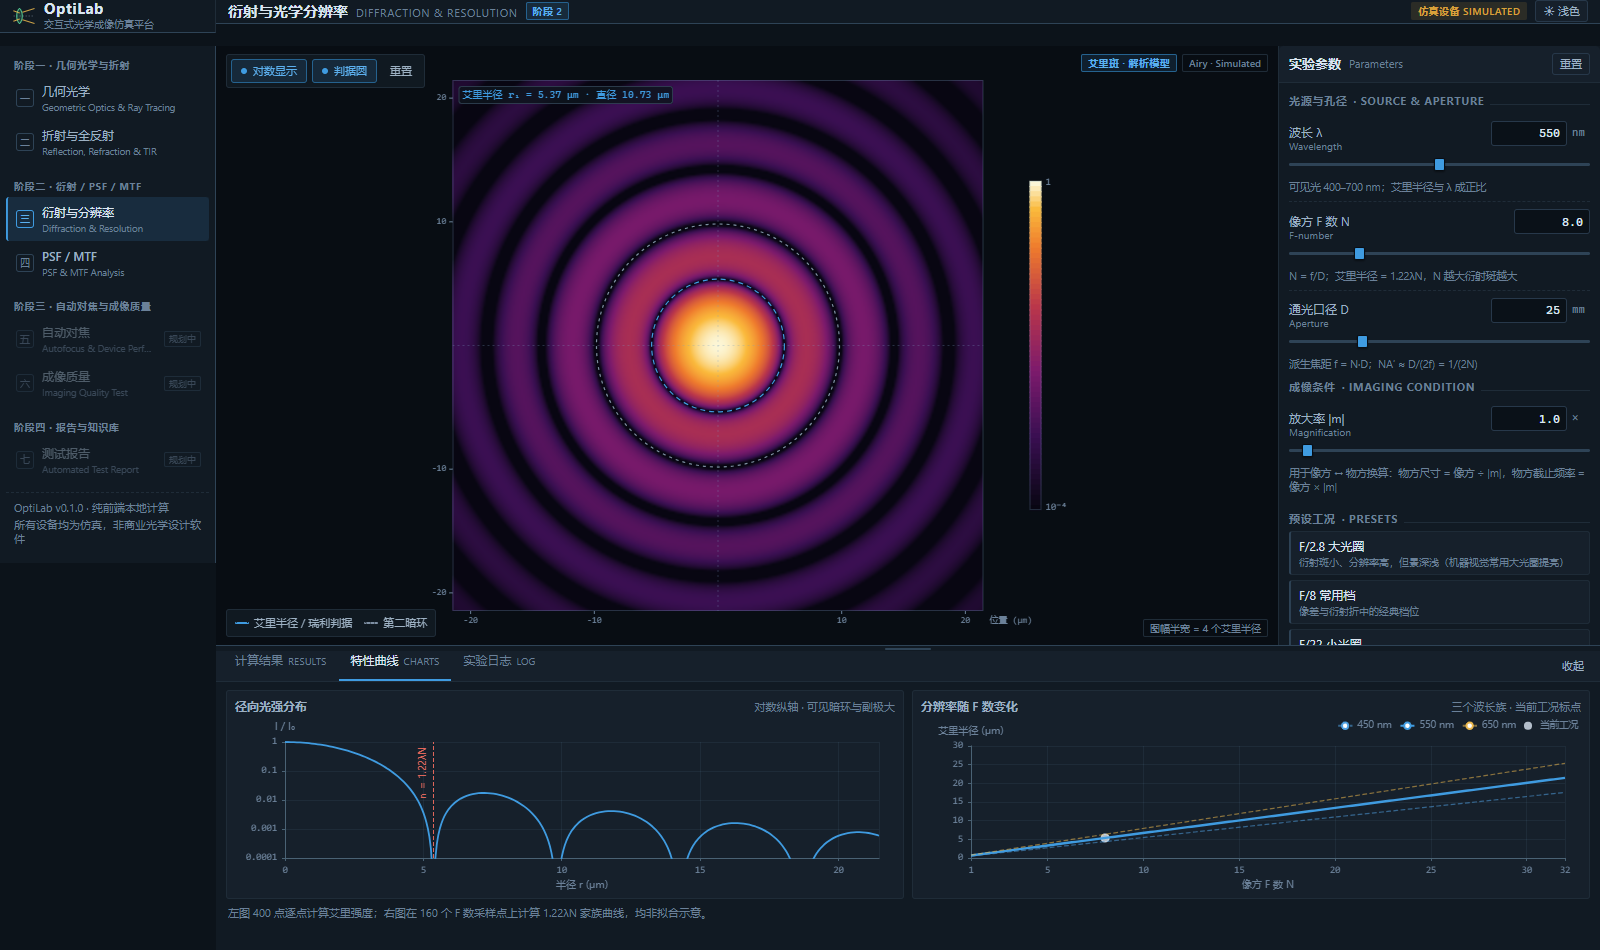 OptiLab
交互式光学成像仿真平台
衍射与光学分辨率 DIFFRACTION & RESOLUTION 阶段 2
仿真设备 SIMULATED
☀ 浅色
阶段一 · 几何光学与折射
一 几何光学
Geometric Optics & Ray Tracing
二 折射与全反射
Reflection, Refraction & TIR
阶段二 · 衍射 / PSF / MTF
三 衍射与分辨率
Diffraction & Resolution
四 PSF / MTF
PSF & MTF Analysis
阶段三 · 自动对焦与成像质量
五 自动对焦 规划中
Autofocus & Device Perf...
六 成像质量 规划中
Imaging Quality Test
阶段四 · 报告与知识库
七 测试报告 规划中
Automated Test Report
OptiLab v0.1.0 · 纯前端本地计算
所有设备均为仿真，非商业光学设计软
件
对数显示 判据圆 重置
艾里斑 · 解析模型 Airy · Simulated
艾里半径 r₁ = 5.37 μm · 直径 10.73 μm
20
10
-10
-20
-20 -10 10 20 位置 (μm)
1
10⁻⁴
艾里半径 / 瑞利判据 第二暗环
图幅半宽 = 4 个艾里半径
实验参数 Parameters 重置
光源与孔径 · SOURCE & APERTURE
波长 λ 550 nm
Wavelength
可见光 400–700 nm；艾里半径与 λ 成正比
像方 F 数 N 8.0
F-number
N = f/D；艾里半径 = 1.22λN，N 越大衍射斑越大
通光口径 D 25 mm
Aperture
派生焦距 f = N·D；NA′ ≈ D/(2f) = 1/(2N)
成像条件 · IMAGING CONDITION
放大率 |m| 1.0 ×
Magnification
用于像方 ↔ 物方换算：物方尺寸 = 像方 ÷ |m|，物方截止频率 =
像方 × |m|
预设工况 · PRESETS
F/2.8 大光圈
衍射斑小、分辨率高，但景深浅（机器视觉常用大光圈提亮）
F/8 常用档
像差与衍射折中的经典档位
F/22 小光圈
计算结果 RESULTS 特性曲线 CHARTS 实验日志 LOG 收起
径向光强分布 对数纵轴 · 可见暗环与副极大
I / I₀
1
0.1
0.01
0.001
0.0001
r₁ = 1.22λN
0 5 10 15 20
半径 r (μm)
分辨率随 F 数变化 三个波长族 · 当前工况标点
450 nm 550 nm 650 nm 当前工况
艾里半径 (μm)
30
25
20
15
10
5
0
1 5 10 15 20 25 30 32
像方 F 数 N
左图 400 点逐点计算艾里强度；右图在 160 个 F 数采样点上计算 1.22λN 家族曲线，均非拟合示意。